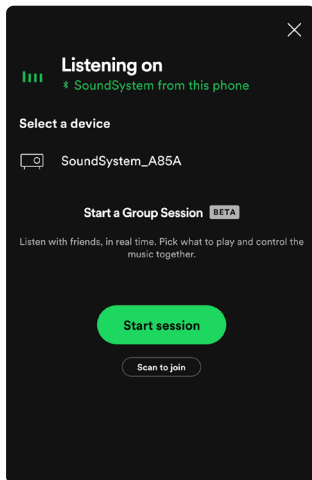 Listening on
SoundSystem from this phone
Select a device
SoundSystem_A85A
Start a Group Session BETA
Listen with friends, in real time. Pick what to play and control the
music together.
Start session
Scan to join